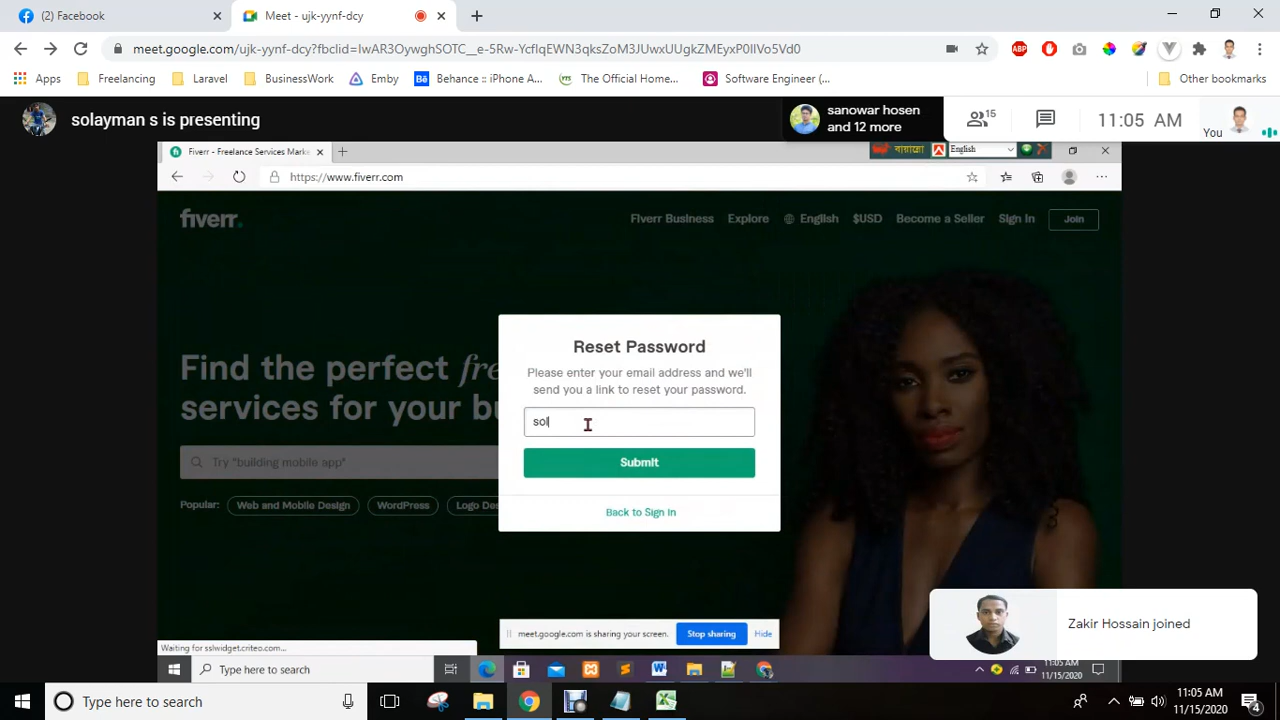 (2) Facebook
Meet - ujk-yynf-dcy
meet.google.com/ujk-yynf-dcy?fbclid=IwAR3OywghSOTC__e-5Rw-YcfIqEWN3qksZoM3JUwxUUgkZMEyxP0lIVo5Vd0
ABP
Apps
Freelancing
Laravel
BusinessWork
Emby
Behance :: iPhone A...
The Official Home...
Software Engineer (...
Other bookmarks
solayman s is presenting
sanowar hosen
and 12 more
15
11:05 AM
You
Fiverr - Freelance Services Mark
English
https://www.fiverr.com
fiverr.
Fiverr Business
Explore
English
$USD
Become a Seller
Sign In
Join
Find the perfect fre
services for your bu
Try "building mobile app"
Popular:
Web and Mobile Design
WordPress
Logo Des
Reset Password
Please enter your email address and we'll
send you a link to reset your password.
sol
Submit
Back to Sign In
Zakir Hossain joined
meet.google.com is sharing your screen.
Stop sharing
Hide
Waiting for sslwidget.criteo.com...
Type here to search
11:05 AM
11/15/2020
Type here to search
11:05 AM
11/15/2020
4